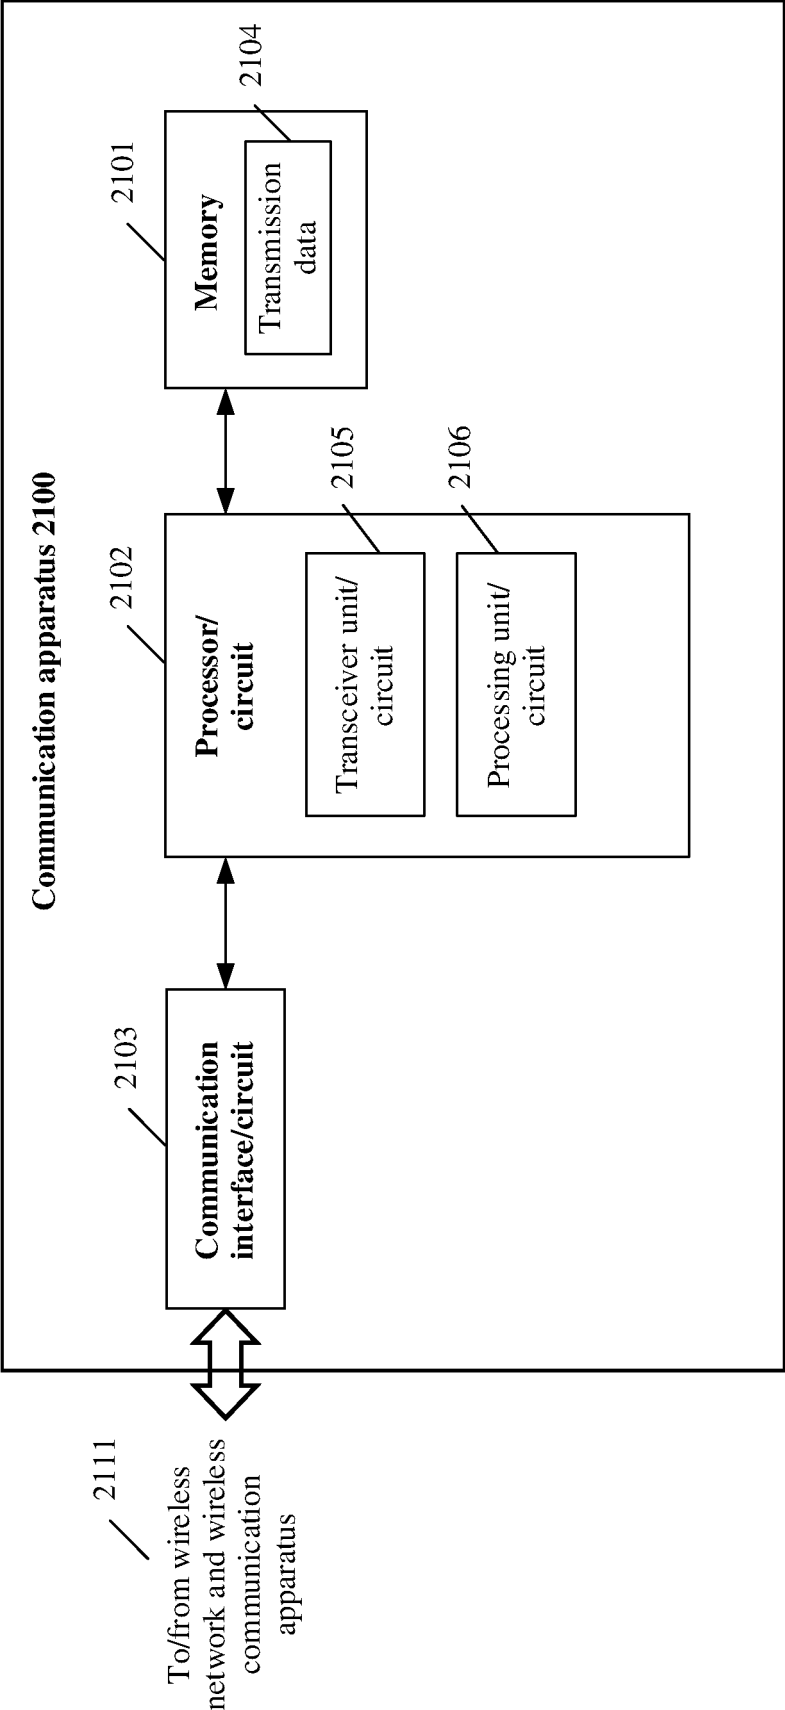 Communication apparatus 2100
2111
To/from wireless
network and wireless
communication
apparatus
2103
Communication
interface/circuit
2102
Processor/
circuit
2105
Transceiver unit/
circuit
2106
Processing unit/
circuit
2101
Memory
2104
Transmission
data